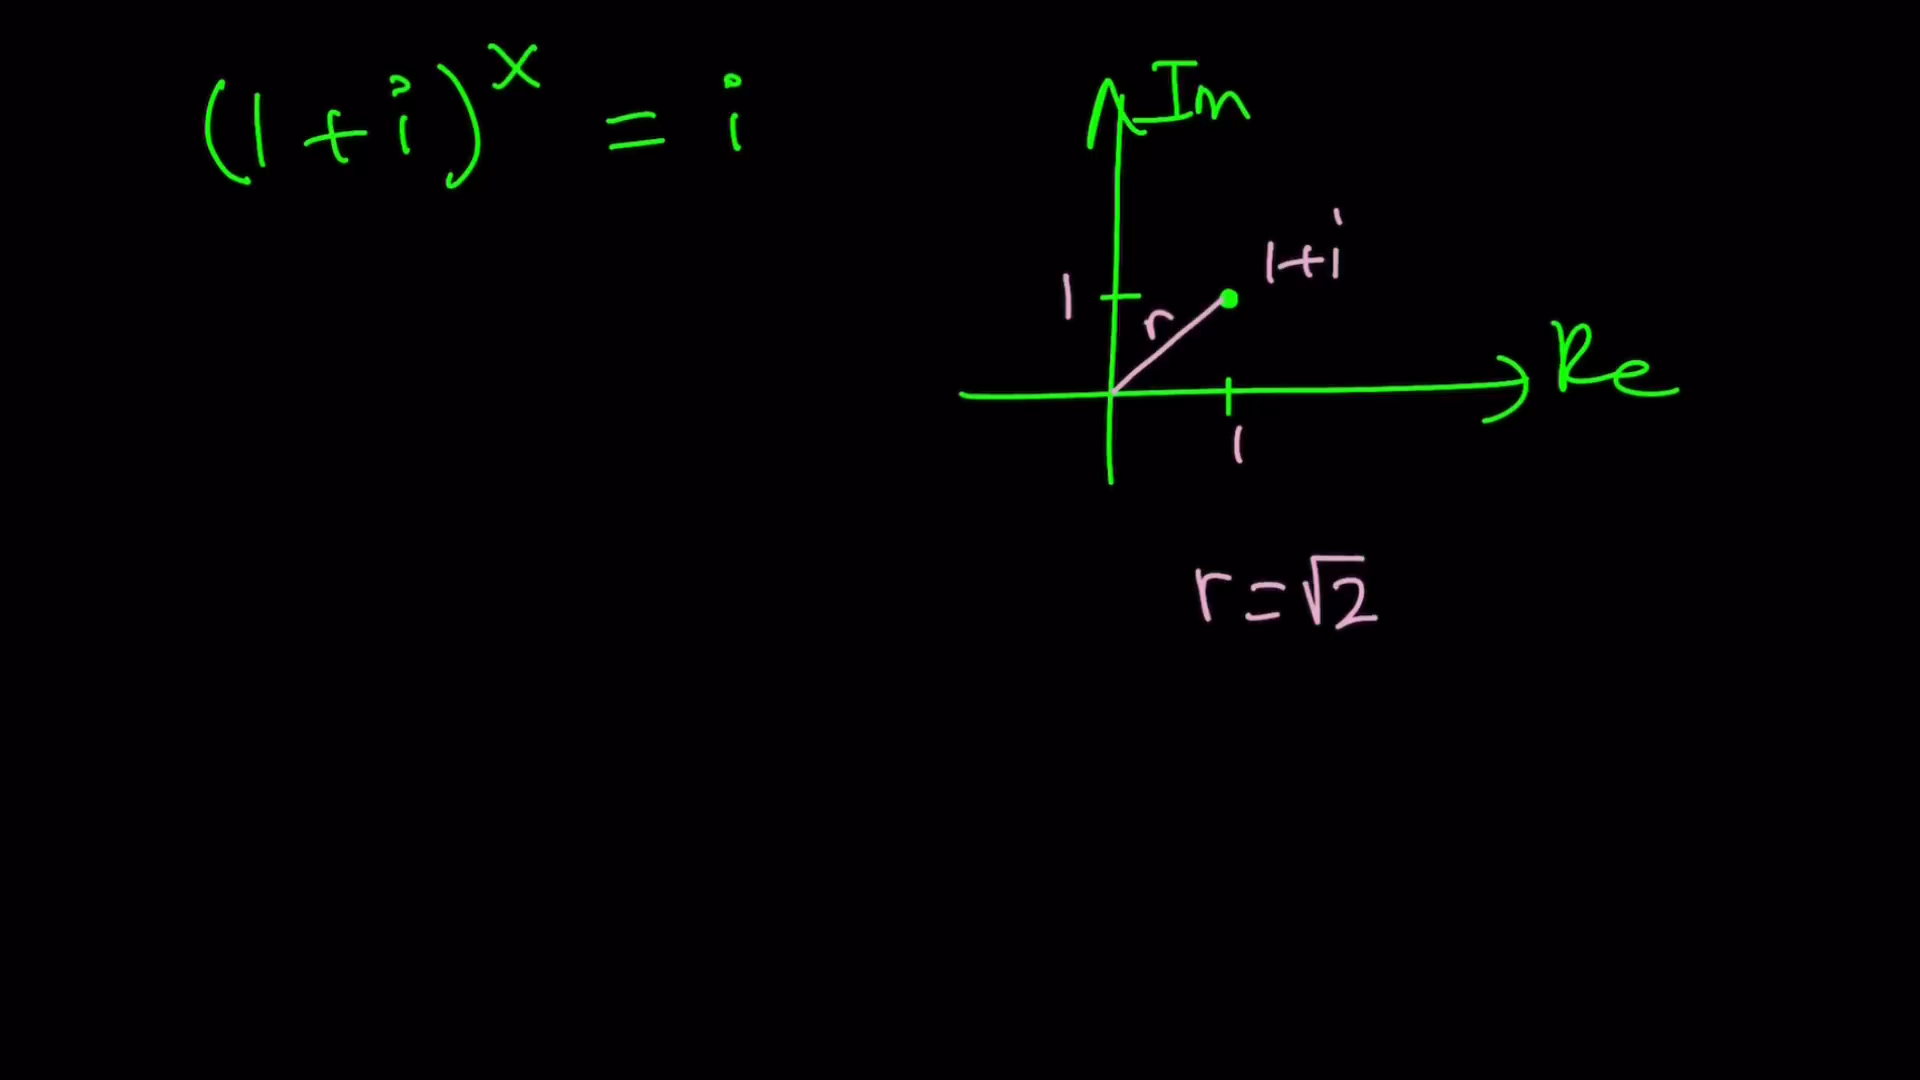 (1+i)^x = i
Im
1+i
1
r
Re
1
r=√2